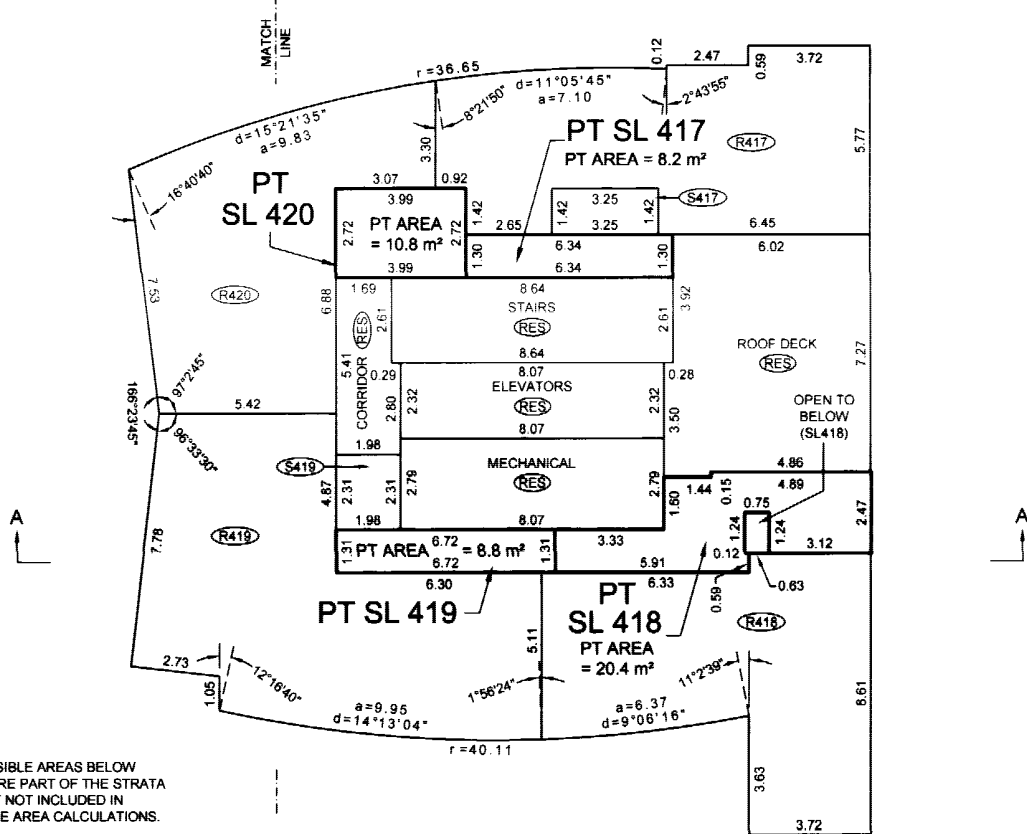 MATCH
LINE
r =36.65
0.12
2.47
0.59
3.72
d=15°21'35"
a=9.83
8°21'50"
d=11°05'45"
a=7.10
2°43'55"
16°40'40"
3.30
PT SL 417
PT AREA = 8.2 m²
R417
5.77
PT
SL 420
3.07
0.92
3.99
PT AREA
= 10.8 m²
2.72
2.72
3.99
1.42
2.65
1.42
3.25
3.25
1.42
S417
6.45
6.02
1.30
6.34
6.34
1.30
7.53
R420
6.88
1.69
RES
2.61
8.64
STAIRS
RES
8.64
2.61
3.92
ROOF DECK
RES
7.27
97°2'45"
166°23'45"
96°33'30"
5.42
5.41
CORRIDOR
0.29
2.80
2.32
8.07
ELEVATORS
RES
8.07
2.32
0.28
3.50
OPEN TO
BELOW
(SL418)
1.98
S419
4.87
2.31
2.31
1.98
2.79
MECHANICAL
RES
8.07
2.79
1.60
1.44
0.15
4.86
4.89
0.75
1.24
1.24
2.47
3.12
A
A
R419
7.78
1.31
6.72
PT AREA = 8.8 m²
6.72
1.31
6.30
3.33
5.91
6.33
0.12
0.59
0.63
PT SL 419
PT
SL 418
PT AREA
= 20.4 m²
R418
5.11
2.73
1.05
12°16'40"
1°56'24"
11°2'39"
8.61
a=9.95
d=14°13'04"
a=6.37
d=9°06'16"
r =40.11
3.63
3.72
SIBLE AREAS BELOW
RE PART OF THE STRATA
NOT INCLUDED IN
E AREA CALCULATIONS.